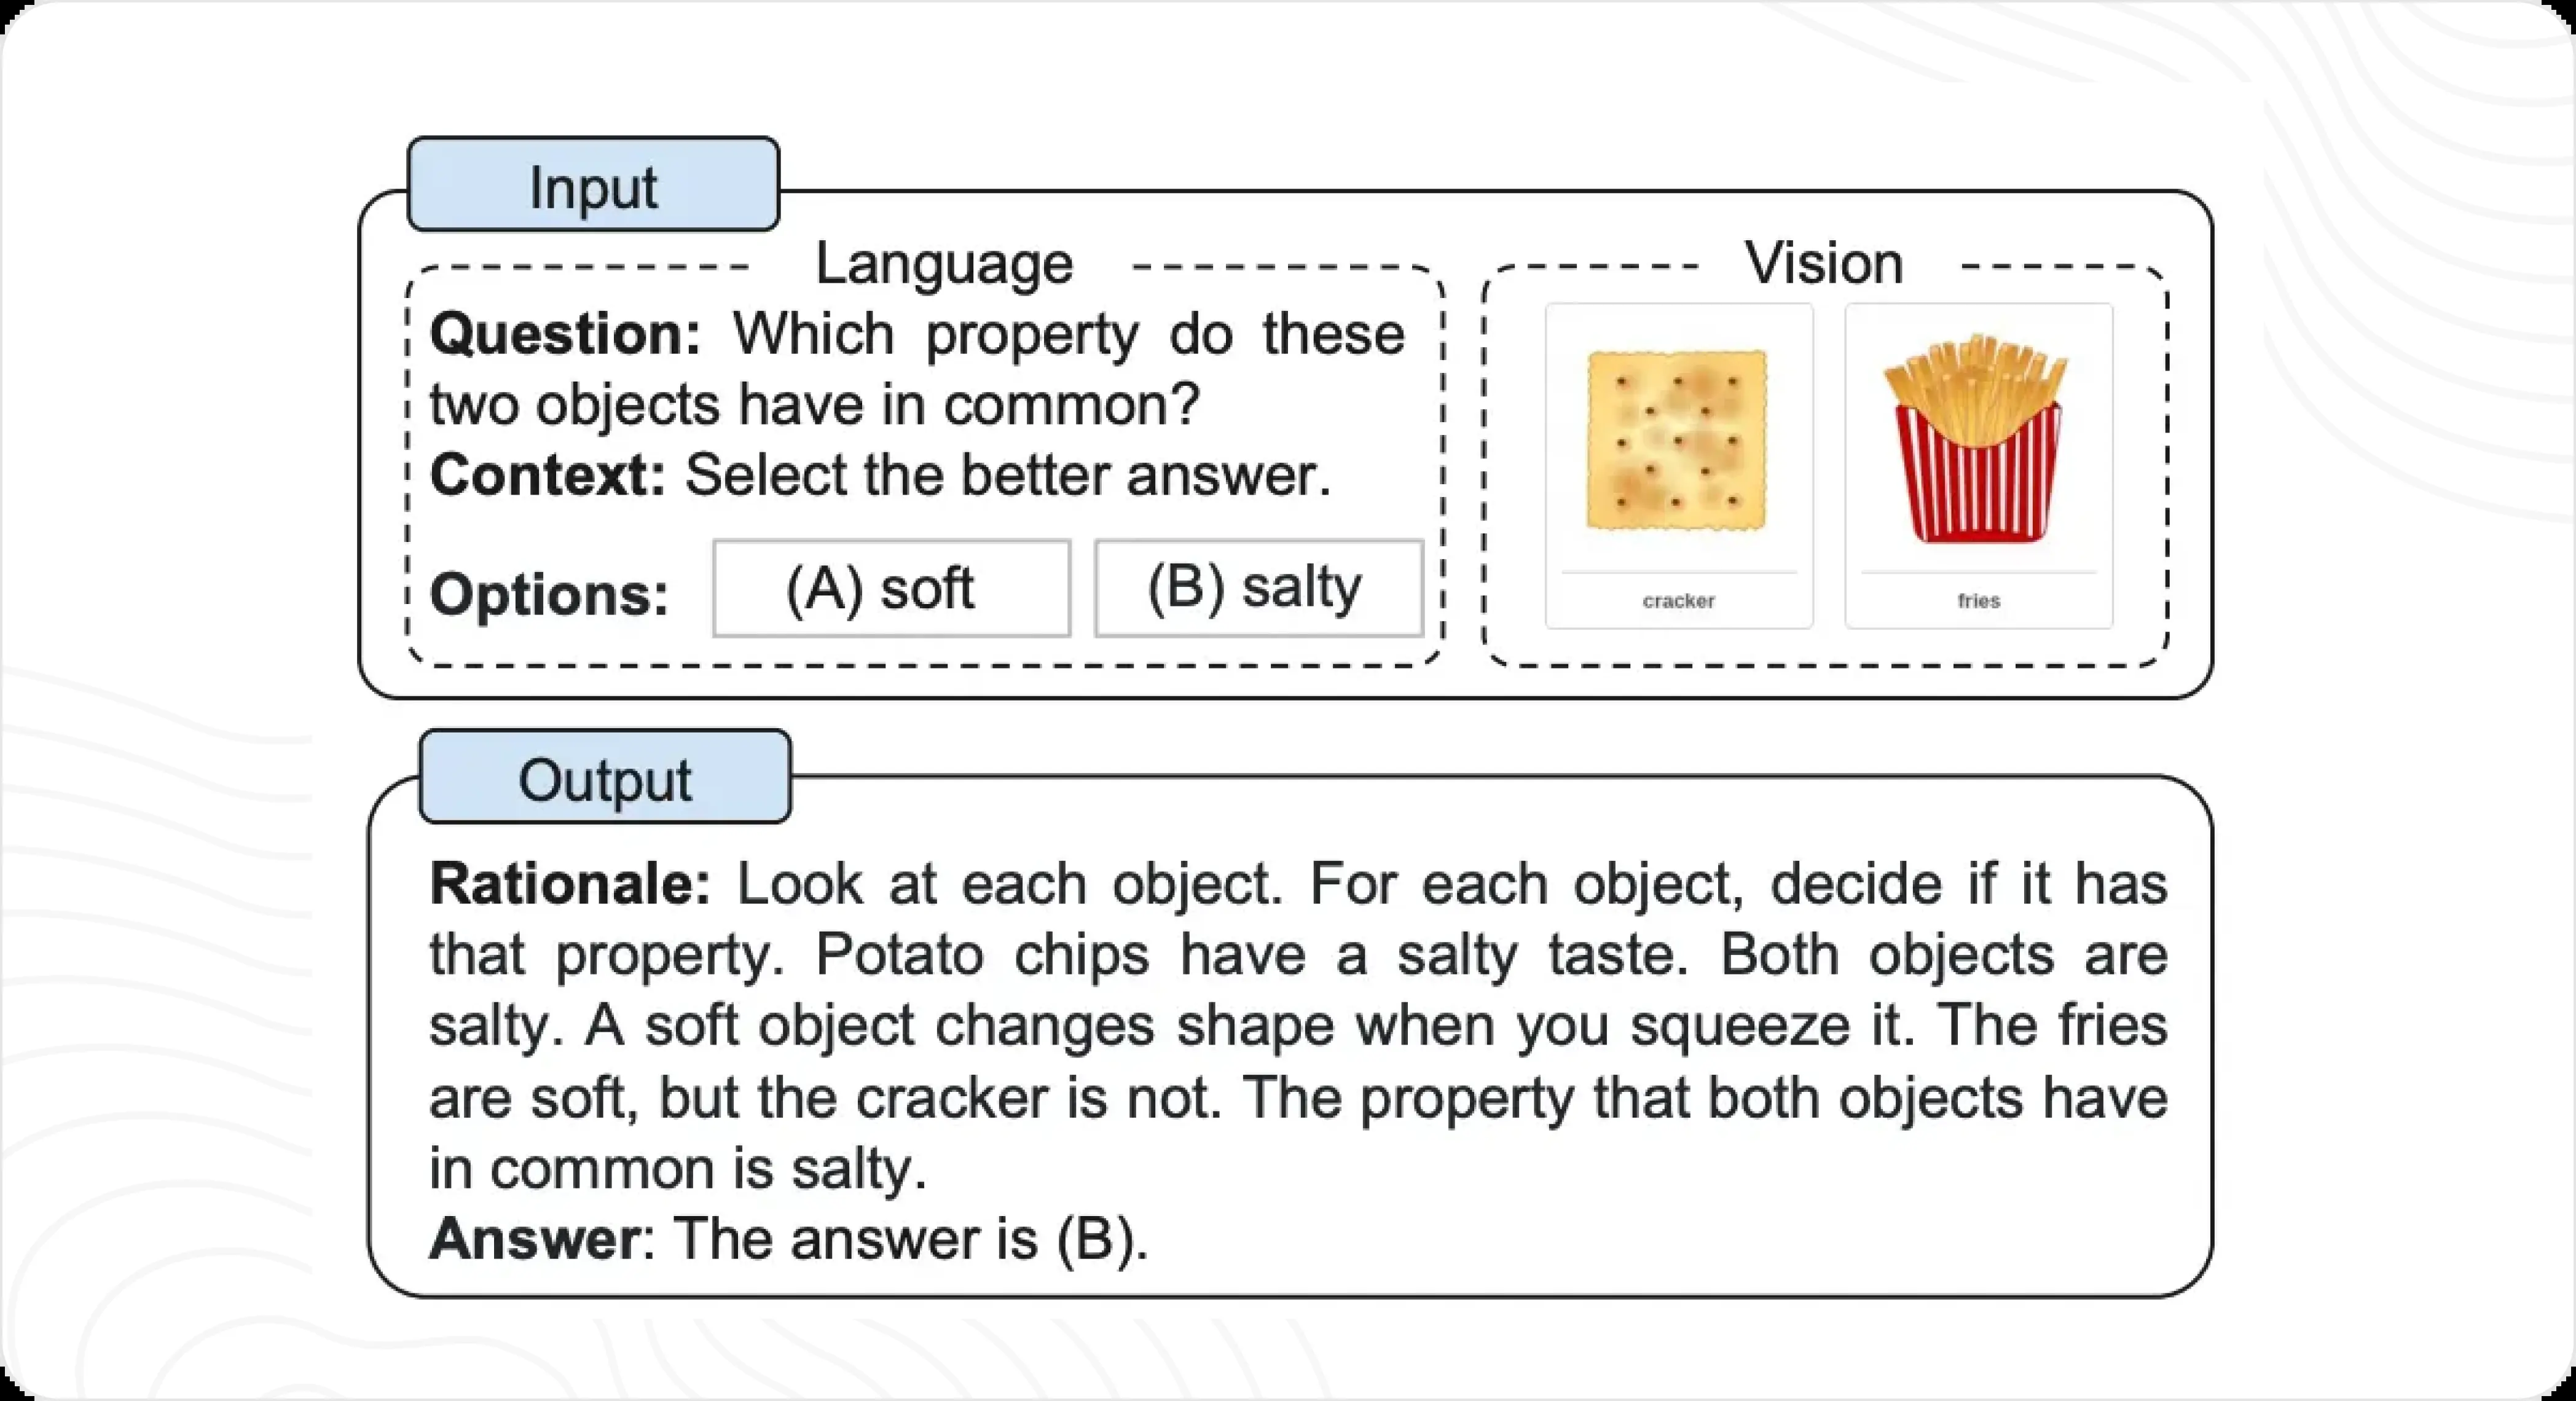 Input
Language
Question: Which property do these
two objects have in common?
Context: Select the better answer.
Options: (A) soft (B) salty
Vision
cracker
fries
Output
Rationale: Look at each object. For each object, decide if it has
that property. Potato chips have a salty taste. Both objects are
salty. A soft object changes shape when you squeeze it. The fries
are soft, but the cracker is not. The property that both objects have
in common is salty.
Answer: The answer is (B).